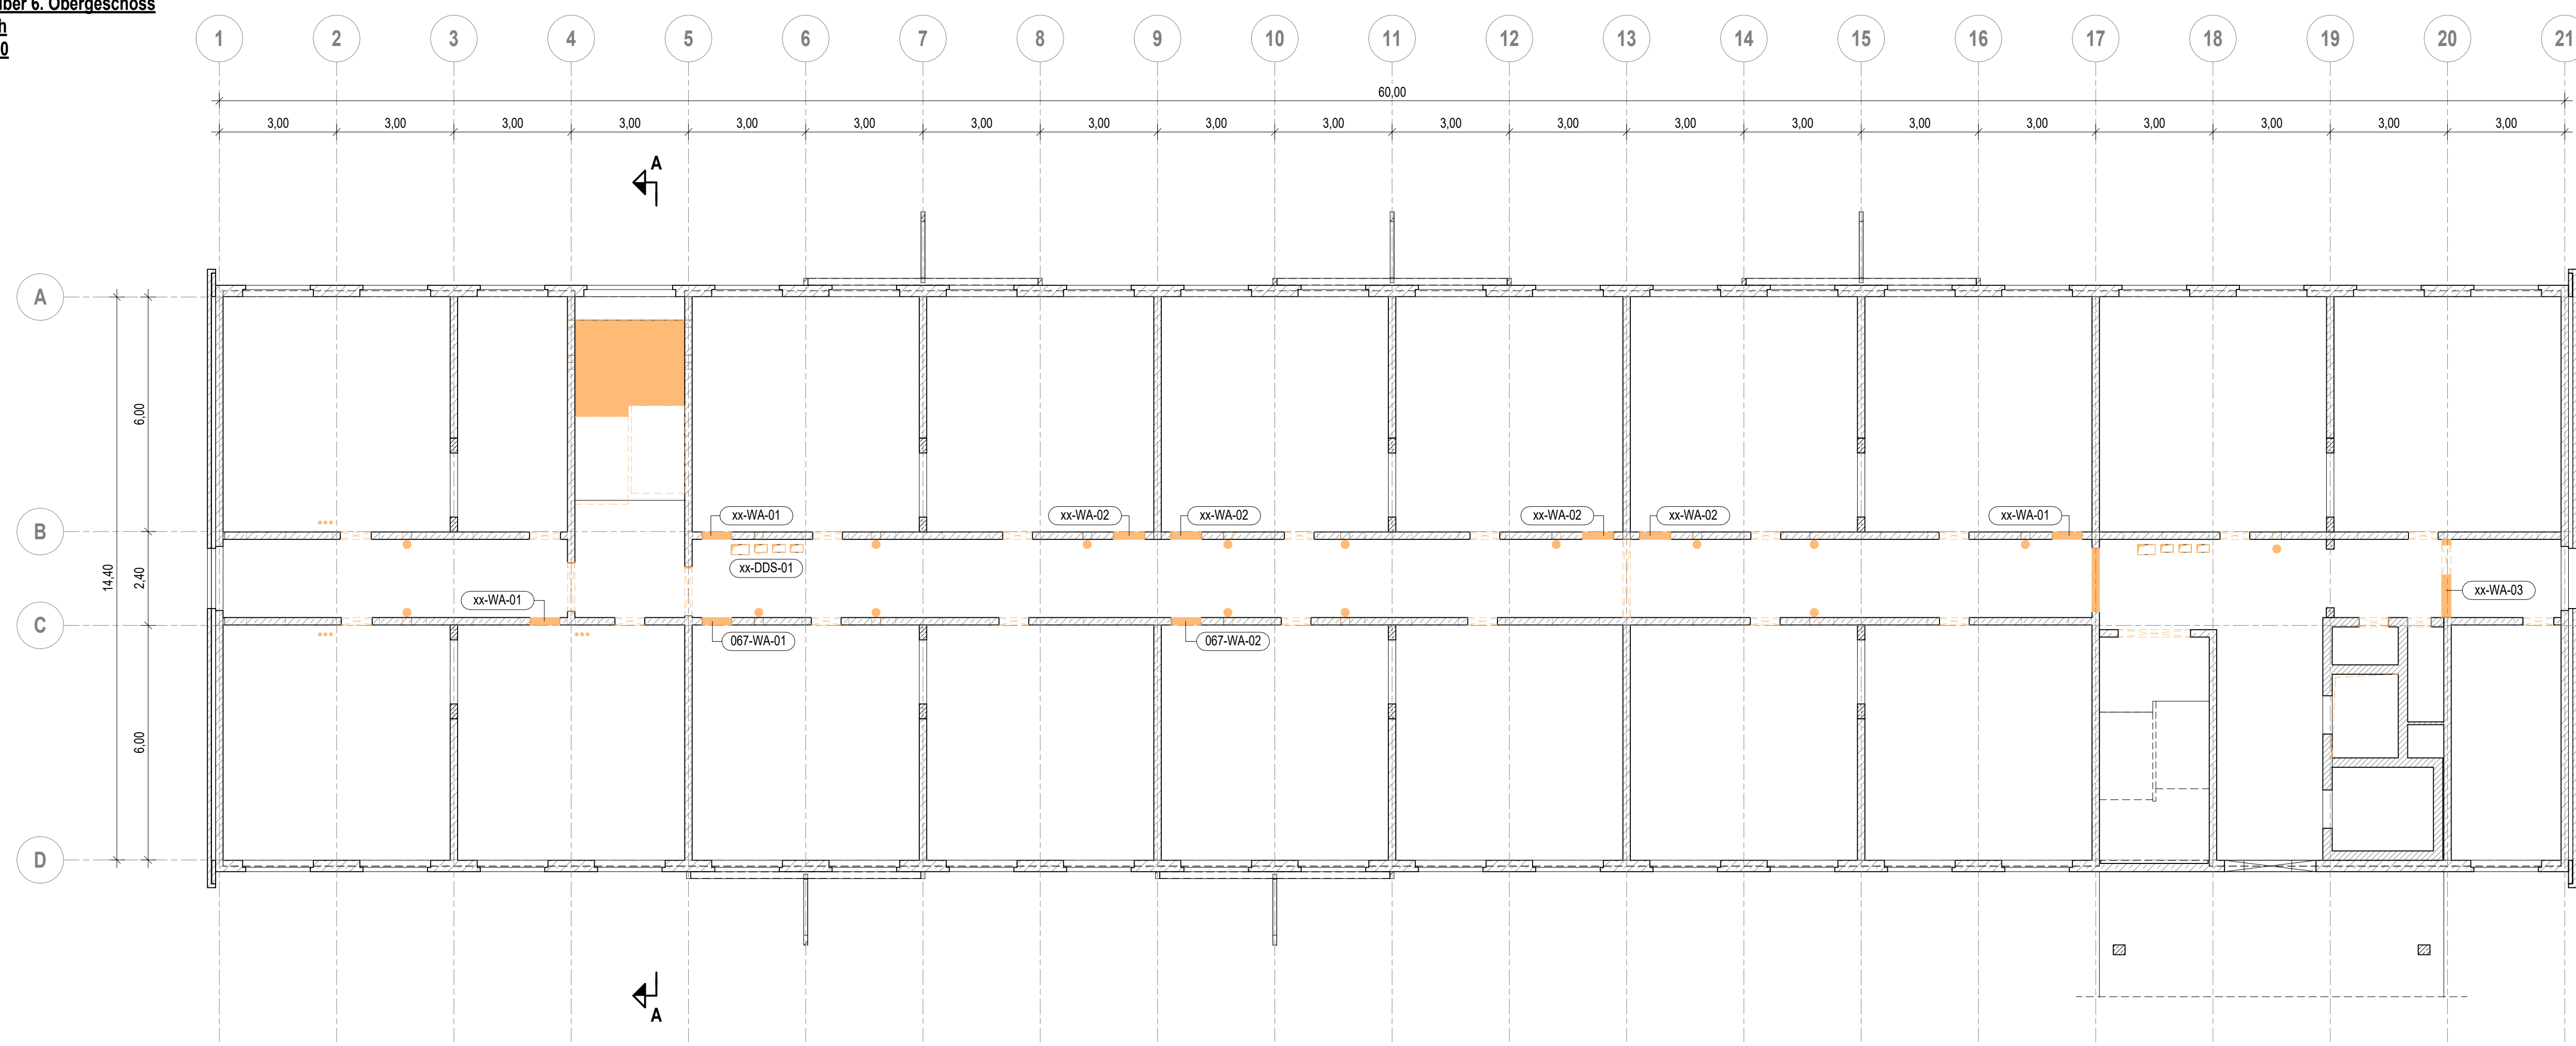 über 6. Obergeschoss
h
0
1 2 3 4 5 6 7 8 9 10 11 12 13 14 15 16 17 18 19 20 21
60,00
3,00 3,00 3,00 3,00 3,00 3,00 3,00 3,00 3,00 3,00 3,00 3,00 3,00 3,00 3,00 3,00 3,00 3,00 3,00 3,00
A
A
6,00
xx-WA-01 xx-WA-02 xx-WA-02 xx-WA-02 xx-WA-02 xx-WA-01
B
xx-DDS-01
14,40 2,40
xx-WA-03
xx-WA-01
C
067-WA-01 067-WA-02
6,00
D
A